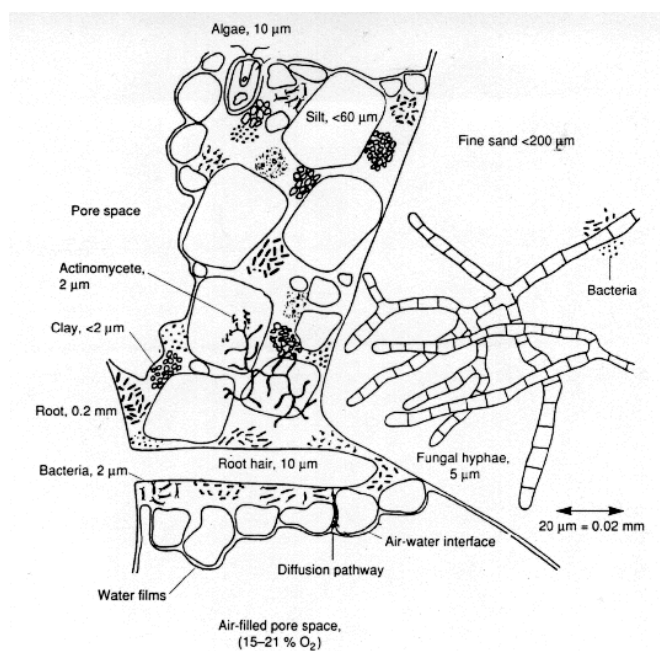 Algae, 10 µm
Silt, <60 µm
Fine sand <200 µm
Pore space
Actinomycete,
2 µm
Bacteria
Clay, <2 µm
Root, 0.2 mm
Root hair, 10 µm
Fungal hyphae,
5 µm
Bacteria, 2 µm
20 µm = 0.02 mm
Air-water interface
Diffusion pathway
Water films
Air-filled pore space,
(15–21 % O₂)